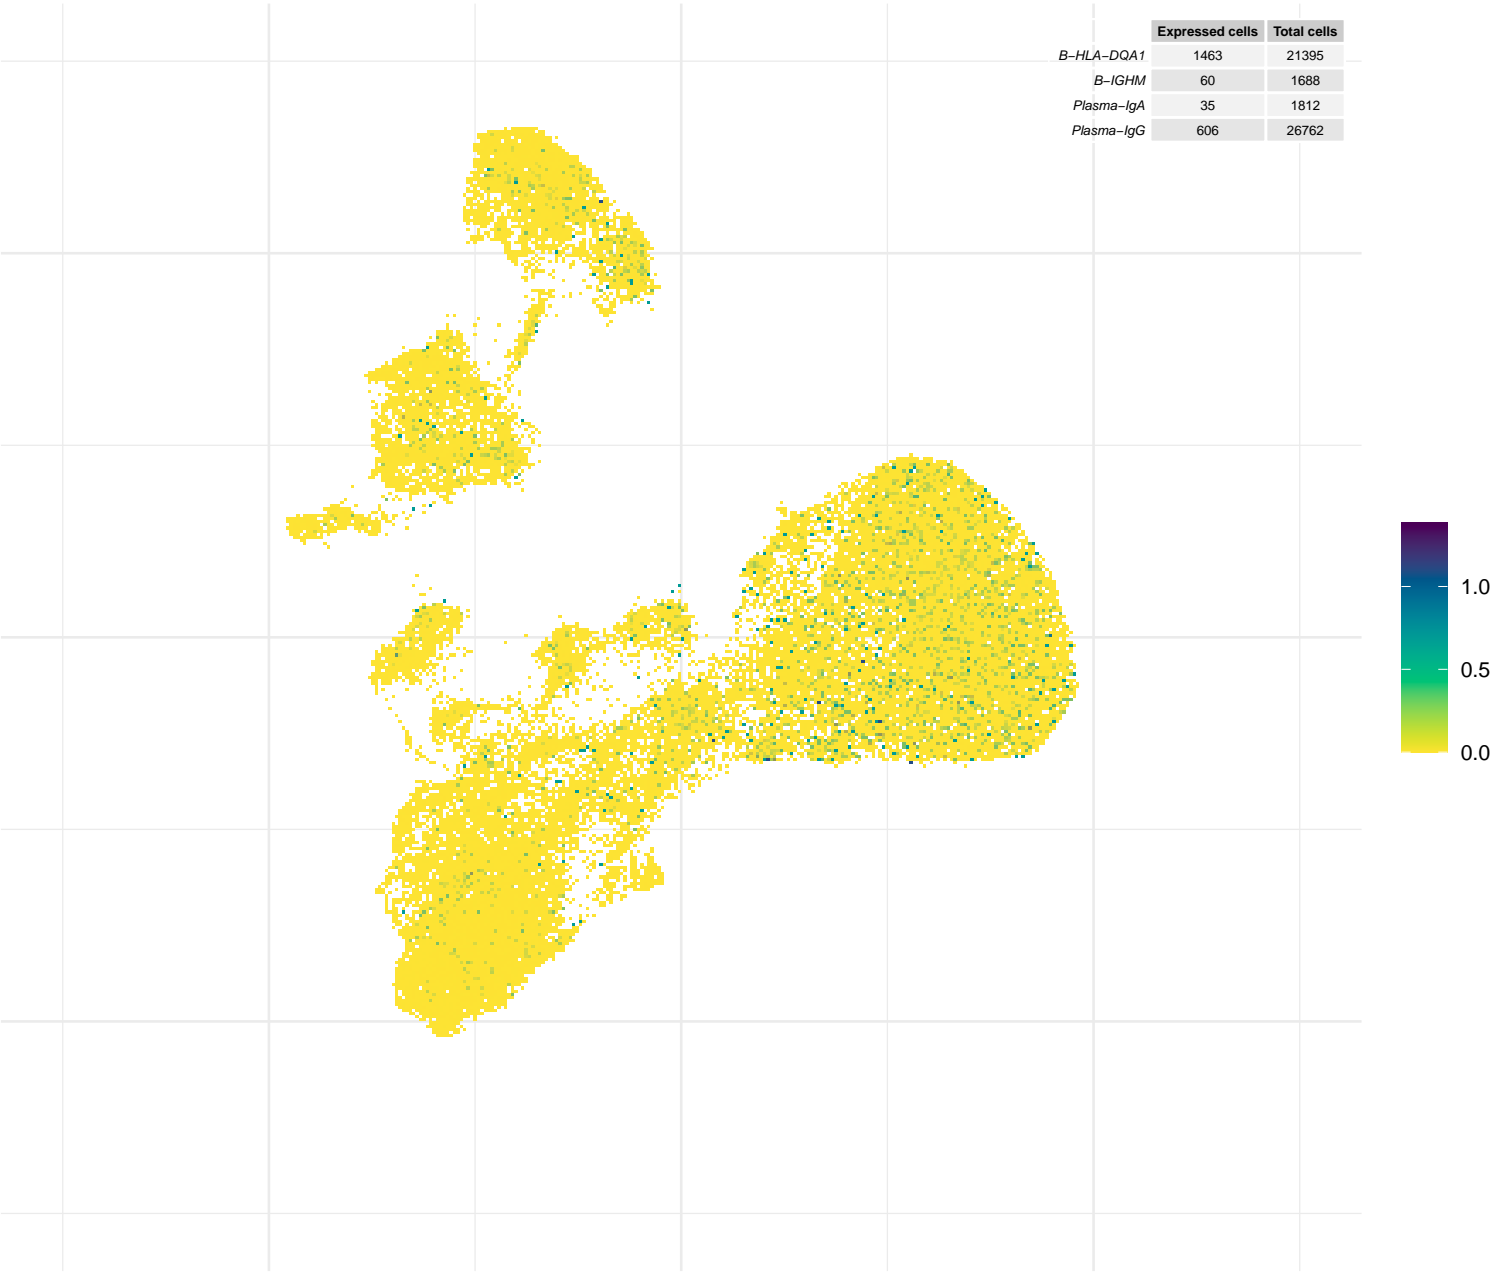 Expressed cells Total cells
B−HLA−DQA1 1463 21395
B−IGHM 60 1688
Plasma−IgA 35 1812
Plasma−IgG 606 26762
1.0
0.5
0.0